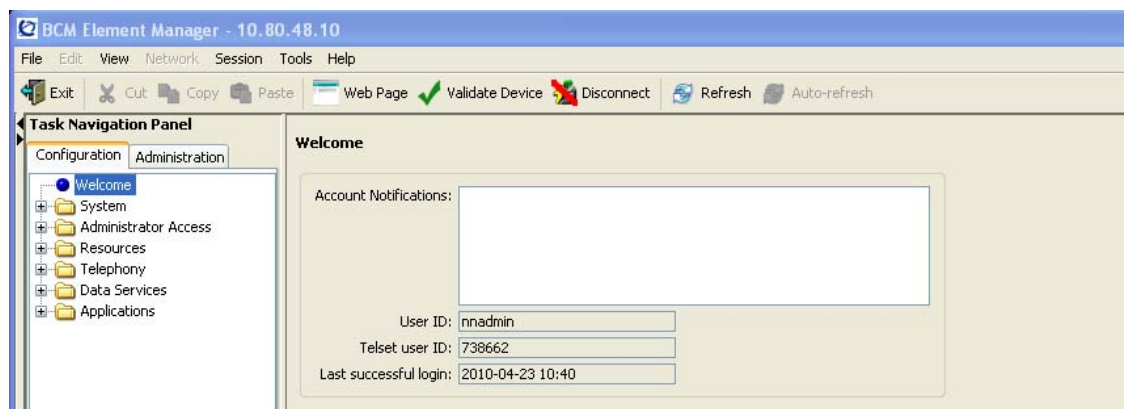 BCM Element Manager - 10.80.48.10
File Edit View Network Session Tools Help
Exit Cut Copy Paste Web Page Validate Device Disconnect Refresh Auto-refresh
Task Navigation Panel
Configuration Administration
Welcome
System
Administrator Access
Resources
Telephony
Data Services
Applications
Welcome
Account Notifications:
User ID: nnadmin
Telset user ID: 738662
Last successful login: 2010-04-23 10:40